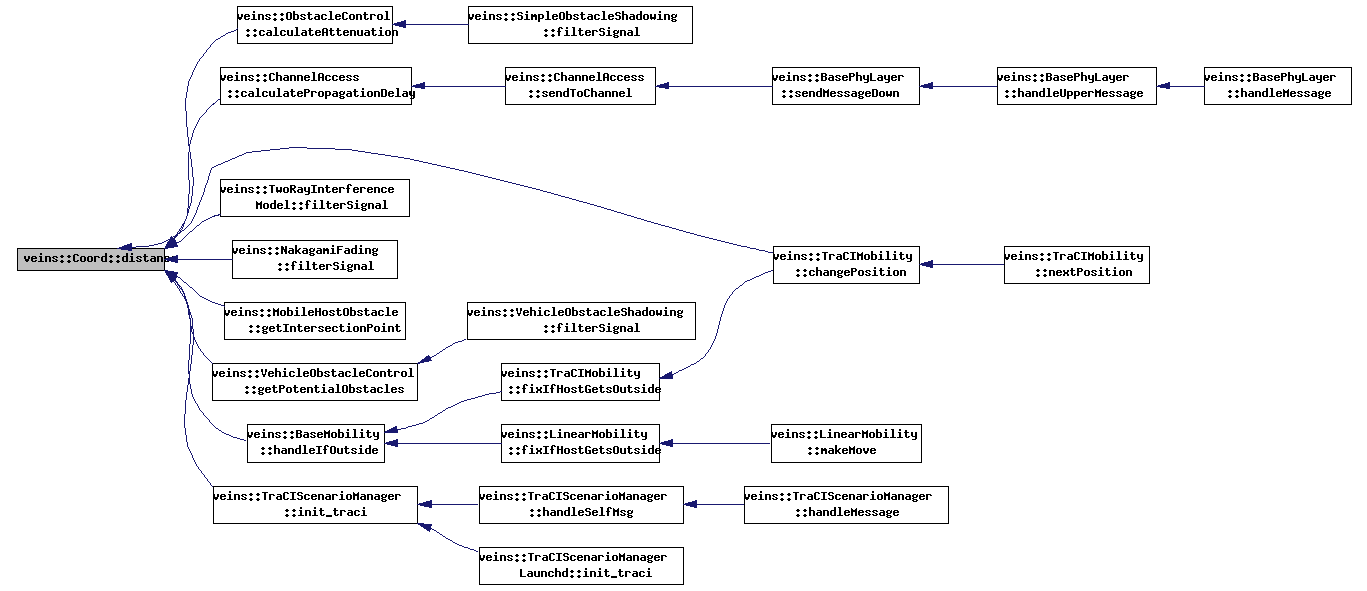 veins::ObstacleControl
::calculateAttenuation
veins::SimpleObstacleShadowing
::filterSignal
veins::ChannelAccess
::calculatePropagationDelay
veins::ChannelAccess
::sendToChannel
veins::BasePhyLayer
::sendMessageDown
veins::BasePhyLayer
::handleUpperMessage
veins::BasePhyLayer
::handleMessage
veins::TwoRayInterference
Model::filterSignal
veins::Coord::distance
veins::NakagamiFading
::filterSignal
veins::TraCIMobility
::changePosition
veins::TraCIMobility
::nextPosition
veins::MobileHostObstacle
::getIntersectionPoint
veins::VehicleObstacleShadowing
::filterSignal
veins::VehicleObstacleControl
::getPotentialObstacles
veins::TraCIMobility
::fixIfHostGetsOutside
veins::BaseMobility
::handleIfOutside
veins::LinearMobility
::fixIfHostGetsOutside
veins::LinearMobility
::makeMove
veins::TraCIScenarioManager
::init_traci
veins::TraCIScenarioManager
::handleSelfMsg
veins::TraCIScenarioManager
::handleMessage
veins::TraCIScenarioManager
Launchd::init_traci